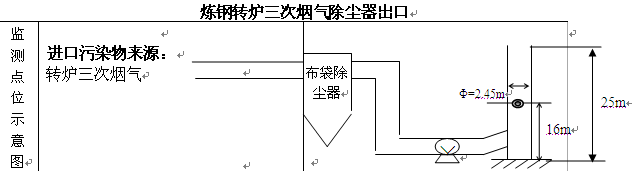 炼钢转炉三次烟气除尘器出口
监测点位示意图
进口污染物来源：
转炉三次烟气
布袋除
尘器
Φ=2.45m
25m
16m